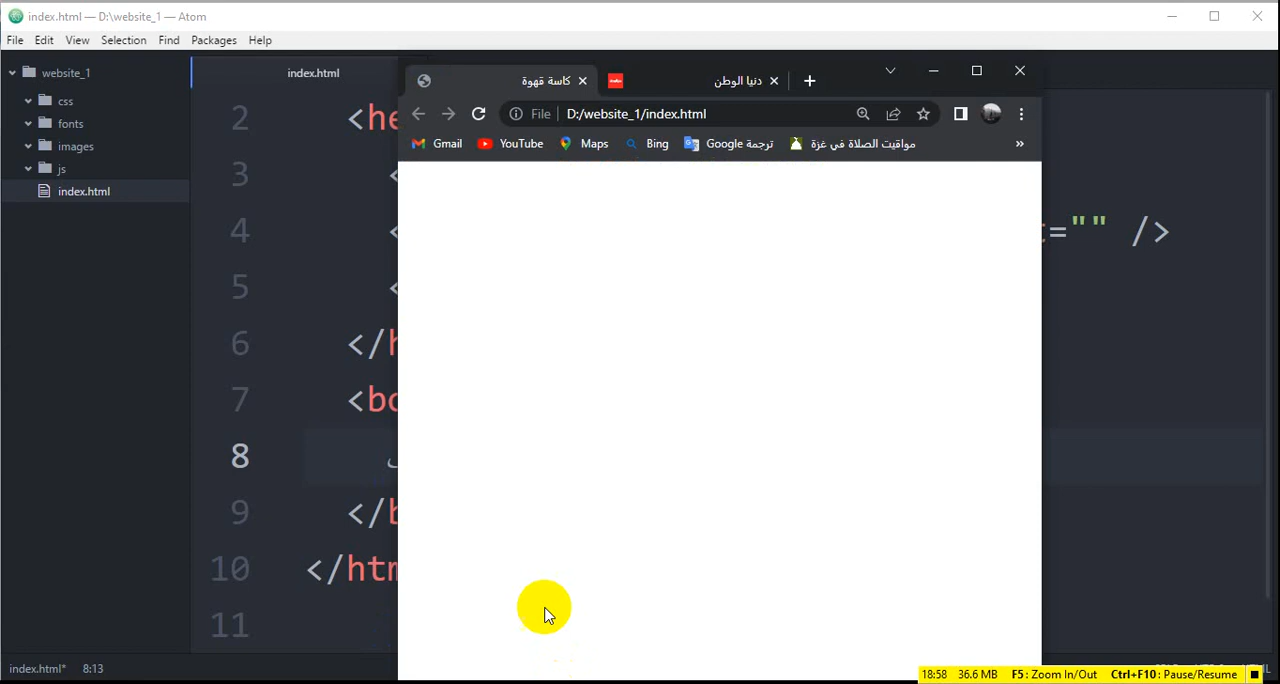 index.html — D:\website_1 — Atom
File Edit View Selection Find Packages Help
website_1
css
fonts
images
js
index.html
index.html
كاسة قهوة
دنيا الوطن
File
D:/website_1/index.html
Gmail
YouTube
Maps
Bing
ترجمة Google
مواقيت الصلاة في غزة
»
2 <he
3 <
4 < t="" />
5 <
6 </h
7 <bo
8
9 </b
10 </htm
11
index.html* 8:13
18:58 36.6 MB F5: Zoom In/Out Ctrl+F10: Pause/Resume